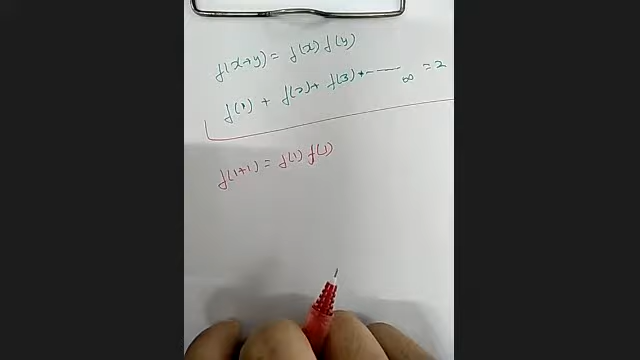 f(x+y) = f(x) f(y)
f(1) + f(2) + f(3) + ----- ∞ = 2
f(1+1) = f(1) f(1)